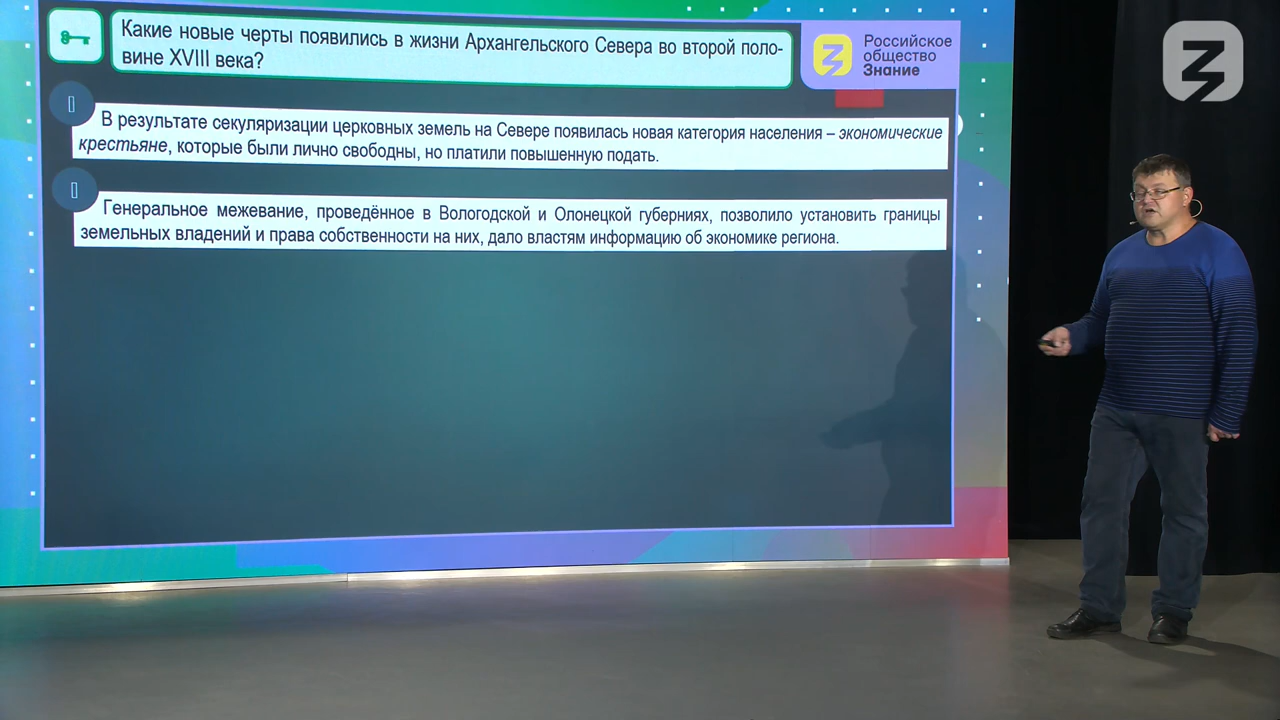 Какие новые черты появились в жизни Архангельского Севера во второй поло-
вине XVIII века?
Российское
общество
Знание
В результате секуляризации церковных земель на Севере появилась новая категория населения – экономические
крестьяне, которые были лично свободны, но платили повышенную подать.
Генеральное межевание, проведённое в Вологодской и Олонецкой губерниях, позволило установить границы
земельных владений и права собственности на них, дало властям информацию об экономике региона.